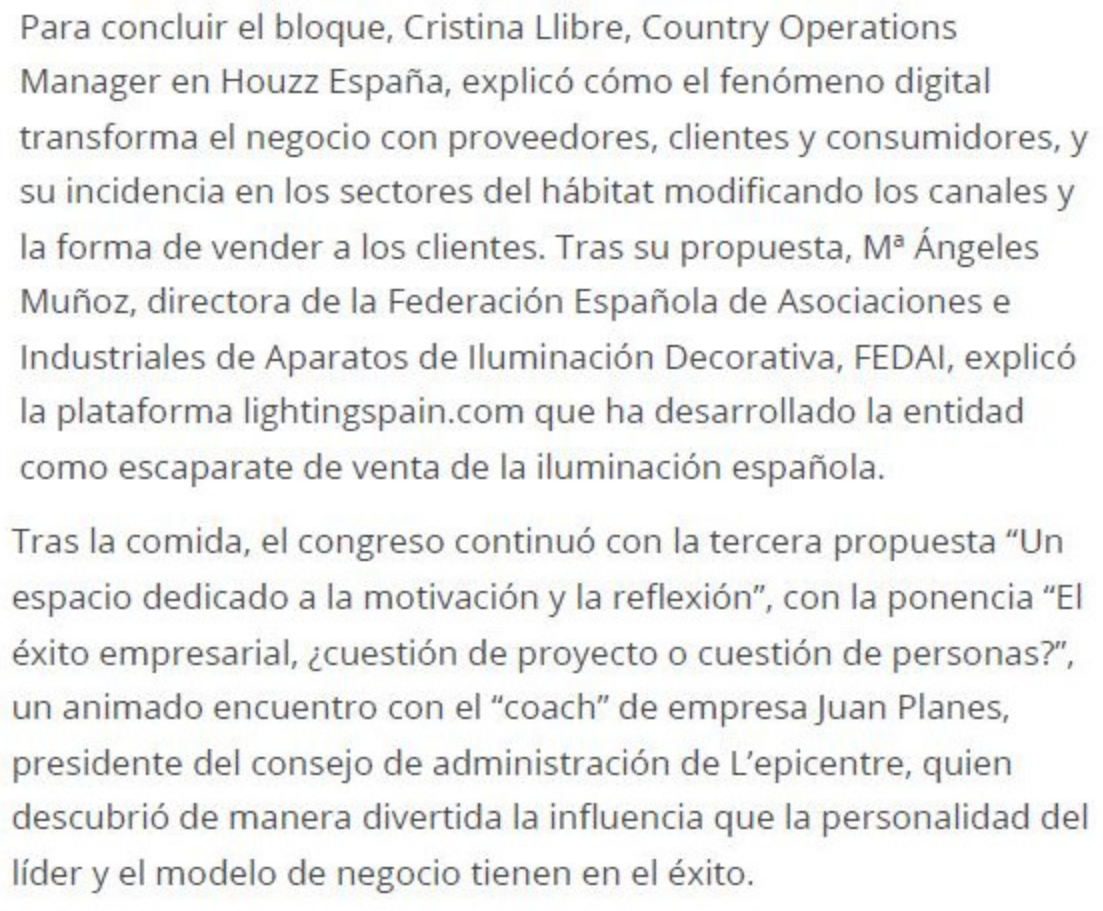 Para concluir el bloque, Cristina Llibre, Country Operations
Manager en Houzz España, explicó cómo el fenómeno digital
transforma el negocio con proveedores, clientes y consumidores, y
su incidencia en los sectores del hábitat modificando los canales y
la forma de vender a los clientes. Tras su propuesta, Mª Ángeles
Muñoz, directora de la Federación Española de Asociaciones e
Industriales de Aparatos de Iluminación Decorativa, FEDAI, explicó
la plataforma lightingspain.com que ha desarrollado la entidad
como escaparate de venta de la iluminación española.
Tras la comida, el congreso continuó con la tercera propuesta “Un
espacio dedicado a la motivación y la reflexión”, con la ponencia “El
éxito empresarial, ¿cuestión de proyecto o cuestión de personas?”,
un animado encuentro con el “coach” de empresa Juan Planes,
presidente del consejo de administración de L’epicentre, quien
descubrió de manera divertida la influencia que la personalidad del
líder y el modelo de negocio tienen en el éxito.